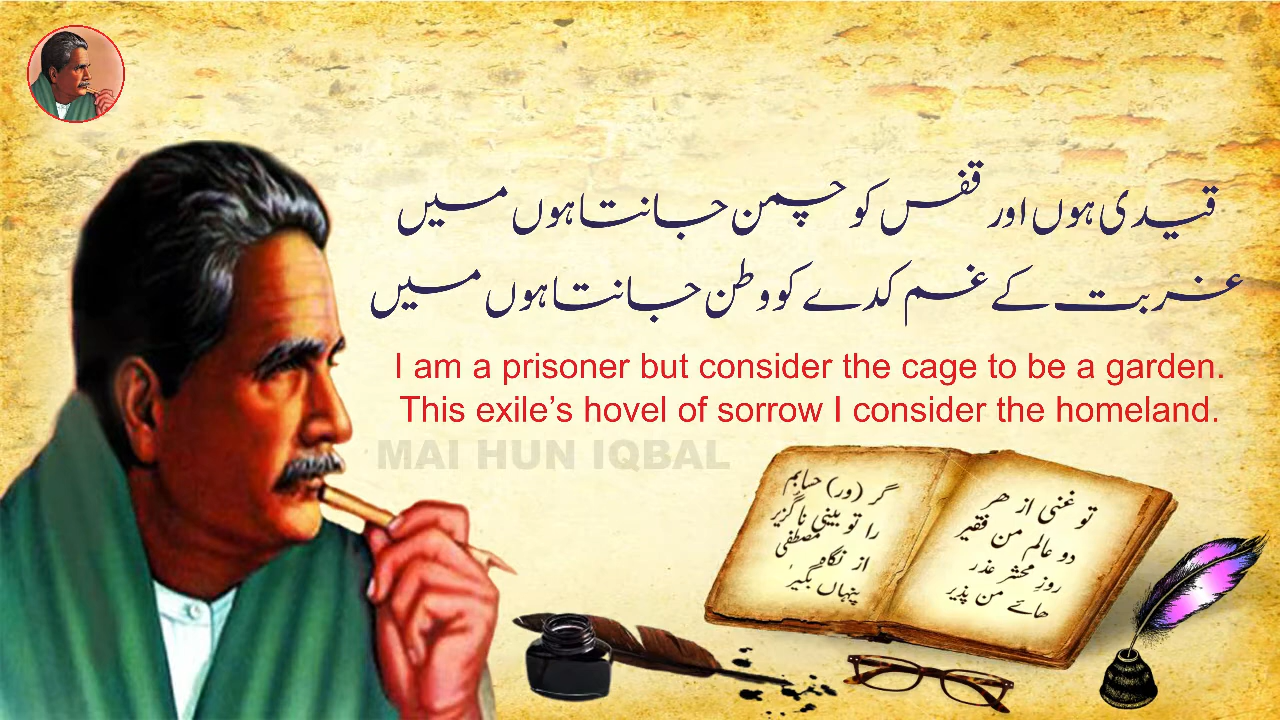 قیدی ہوں اور قفس کو چمن جانتا ہوں میں
غربت کے غم کدے کو وطن جانتا ہوں میں
I am a prisoner but consider the cage to be a garden.
This exile’s hovel of sorrow I consider the homeland.
MAI HUN IQBAL
تو غنی از هر
دو عالم من فقیر
روزِ محشر عذر
هائے من پذیر
گر (ور) حسابم
را تو بینی ناگزیر
از نگاه مصطفیٰ
پنہاں بگیر